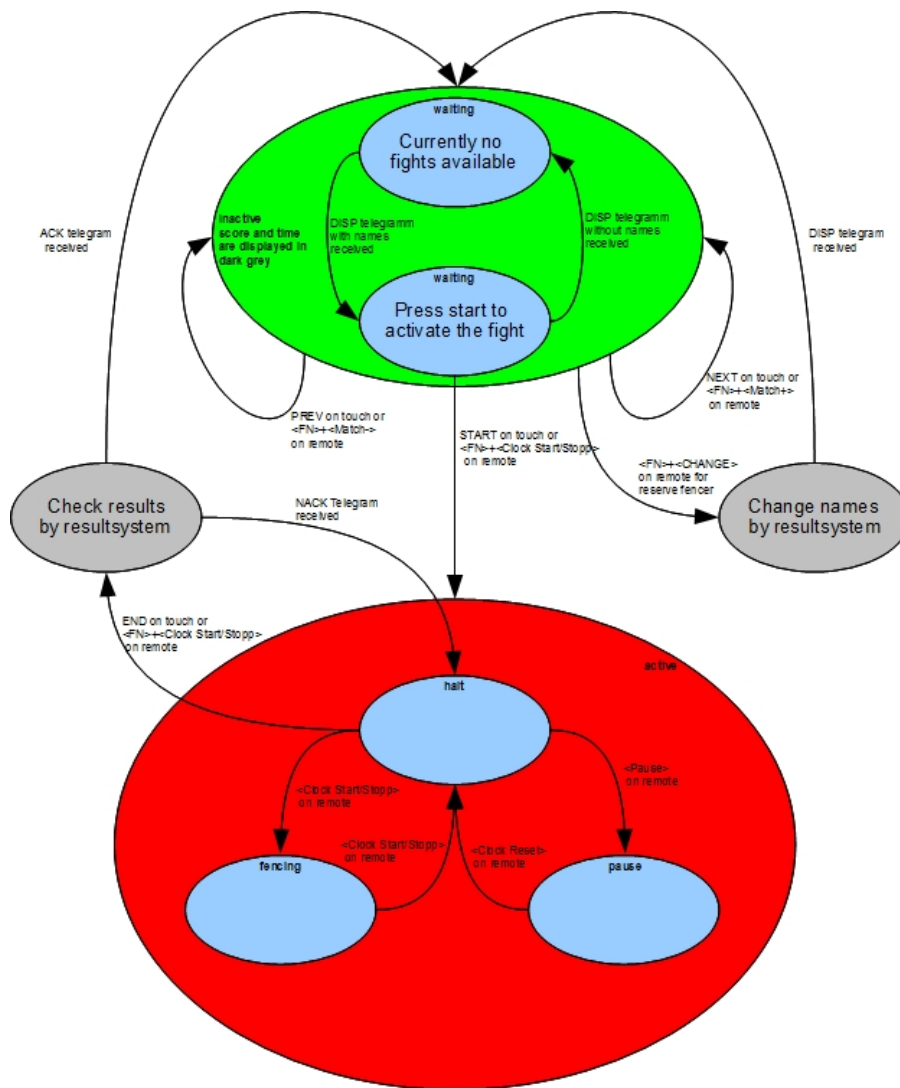 waiting
Currently no
fights available
inactive
score and time
are displayed in
dark grey
DISP telegramm
with names
received
DISP telegramm
without names
received
ACK telegram
received
DISP telegram
received
waiting
Press start to
activate the fight
PREV on touch or
<FN>+<Match->
on remote
START on touch or
<FN>+<Clock Start/Stopp>
on remote
NEXT on touch or
<FN>+<Match+>
on remote
<FN>+<CHANGE>
on remote for
reserve fencer
Check results
by resultsystem
NACK Telegram
received
Change names
by resultsystem
END on touch or
<FN>+<Clock Start/Stopp>
on remote
active
halt
<Clock Start/Stopp>
on remote
<Pause>
on remote
<Clock Start/Stopp>
on remote
<Clock Reset>
on remote
fencing
pause